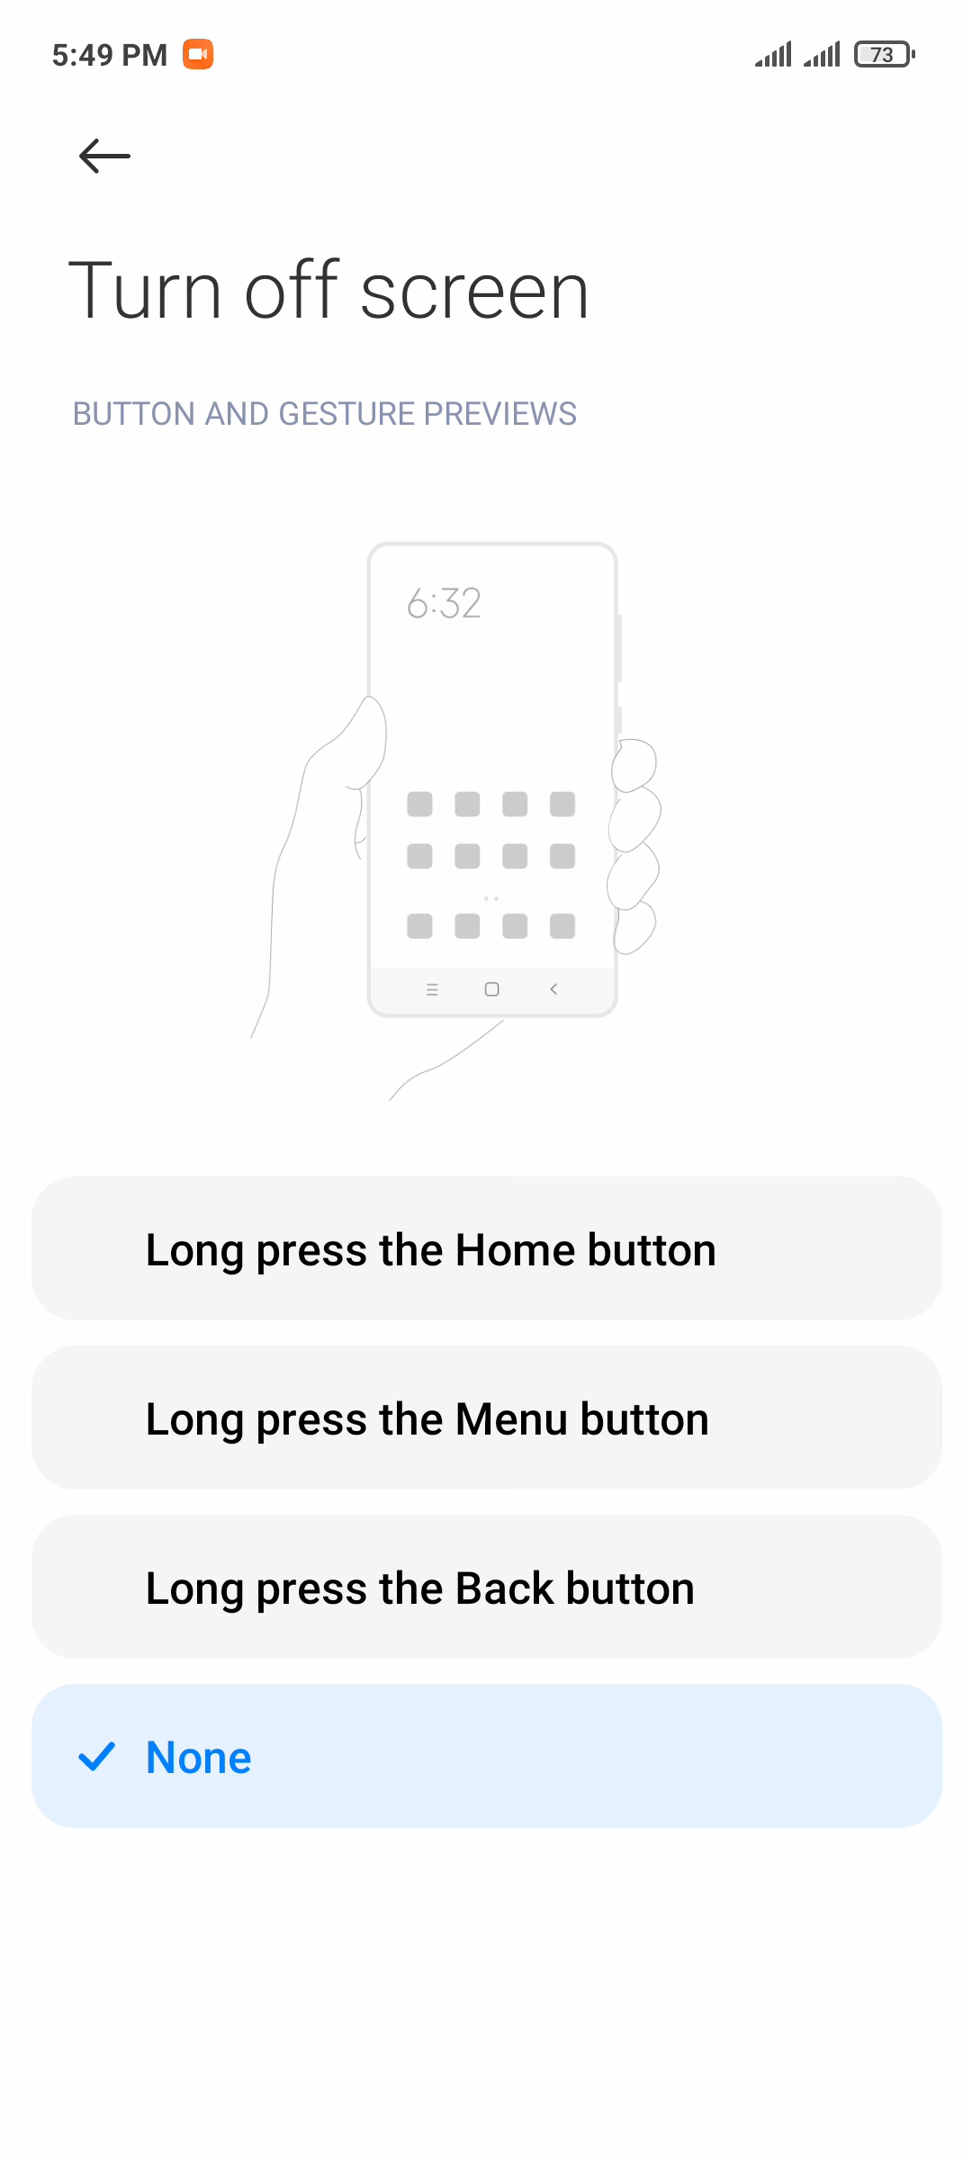 5:49 PM
73
Turn off screen
BUTTON AND GESTURE PREVIEWS
6:32
Long press the Home button
Long press the Menu button
Long press the Back button
None